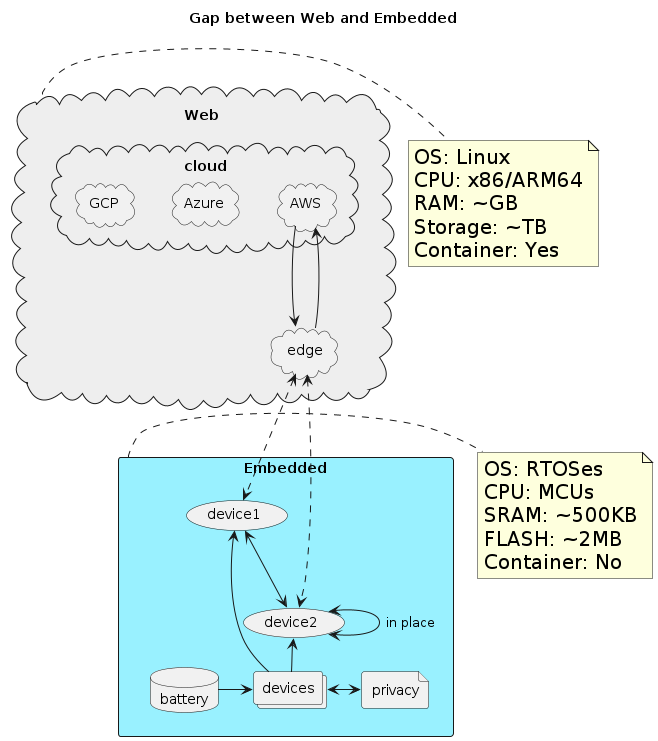 Gap between Web and Embedded
Web
cloud
GCP
Azure
AWS
edge
OS: Linux
CPU: x86/ARM64
RAM: ~GB
Storage: ~TB
Container: Yes
Embedded
device1
device2
in place
battery
devices
privacy
OS: RTOSes
CPU: MCUs
SRAM: ~500KB
FLASH: ~2MB
Container: No